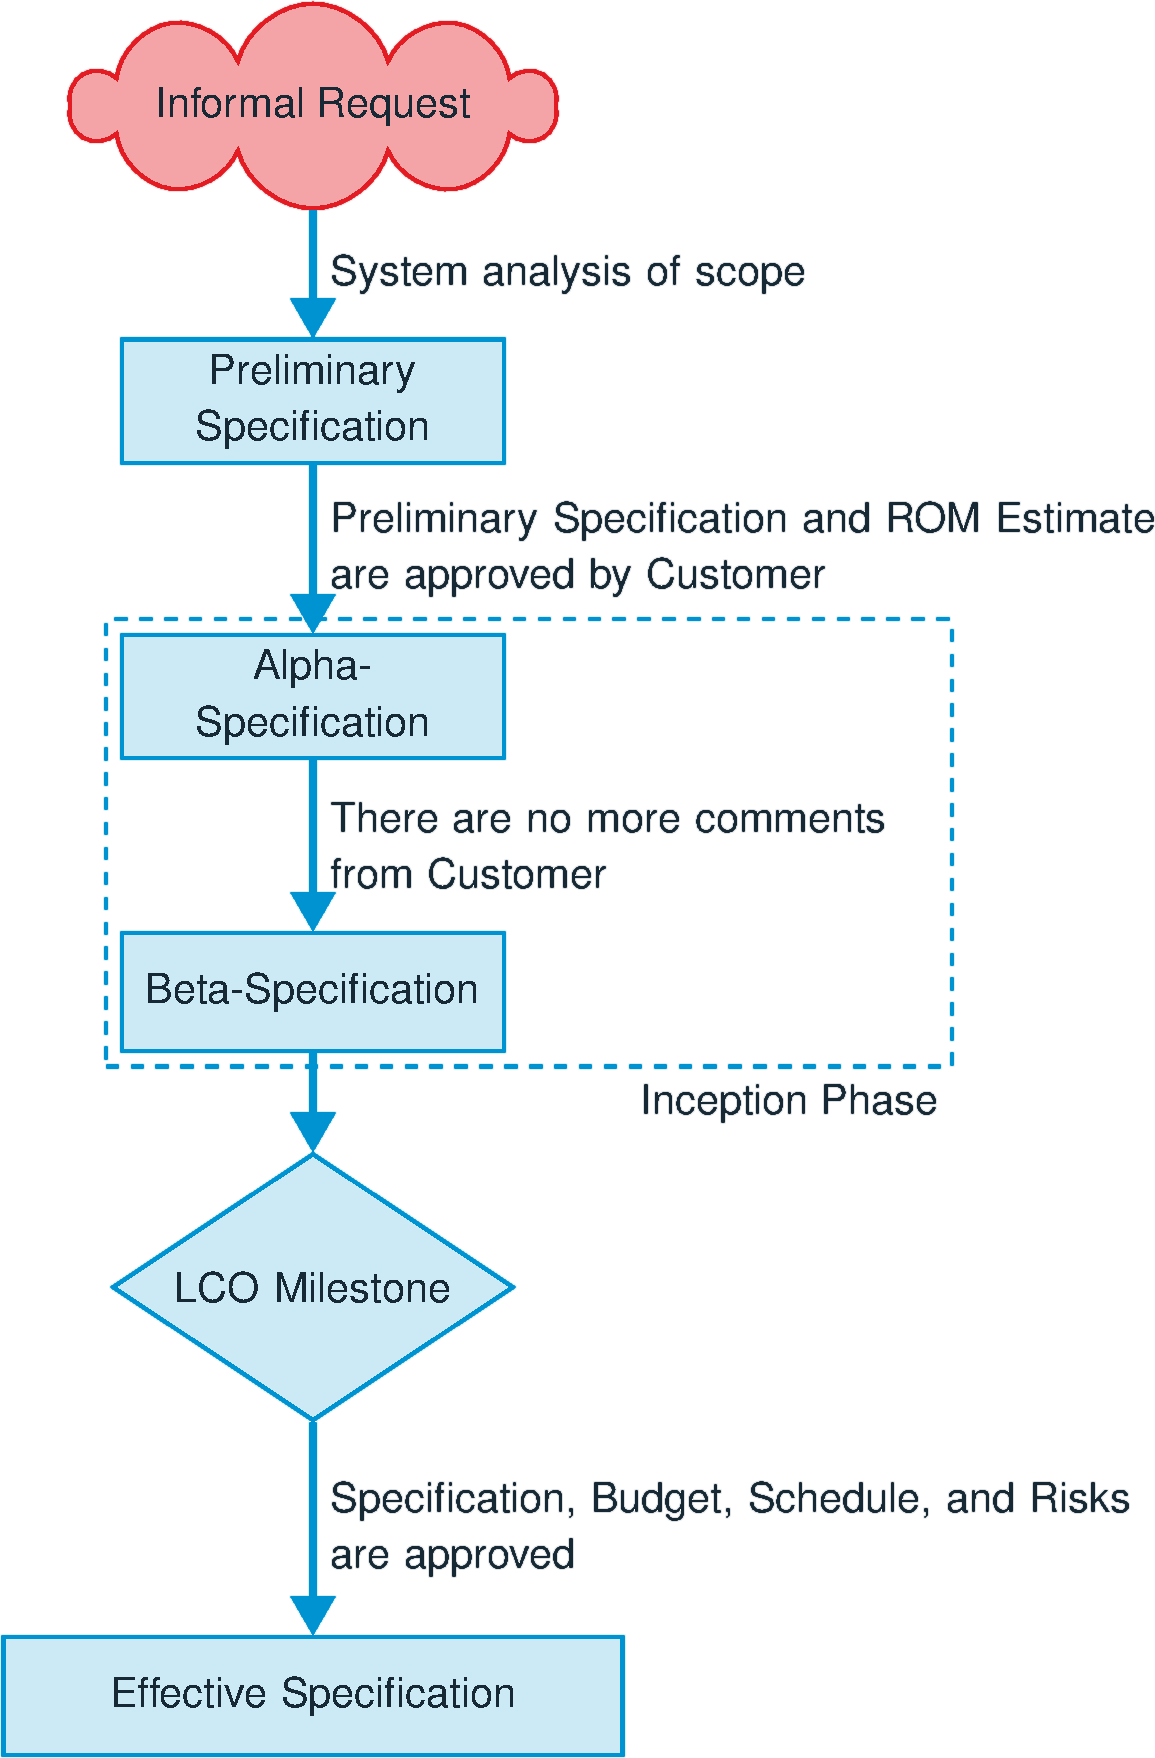 Informal Request
System analysis of scope
Preliminary
Specification
Preliminary Specification and ROM Estimate
are approved by Customer
Alpha-
Specification
There are no more comments
from Customer
Beta-Specification
Inception Phase
LCO Milestone
Specification, Budget, Schedule, and Risks
are approved
Effective Specification